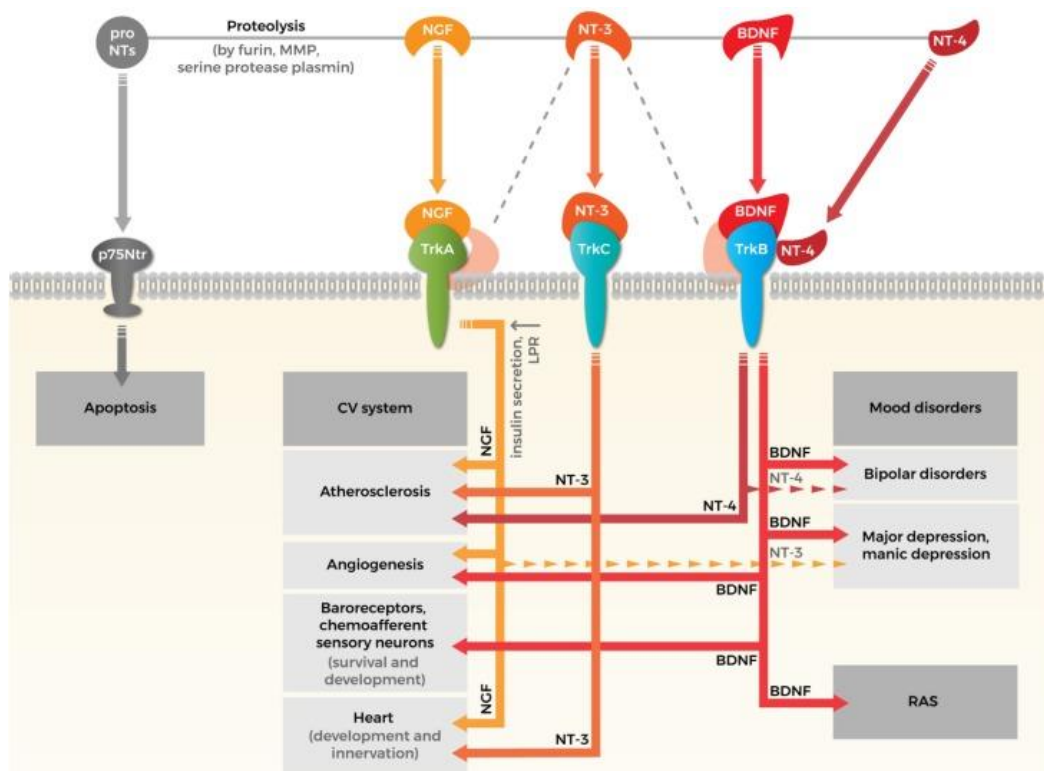 pro
NTs
Proteolysis
(by furin, MMP,
serine protease plasmin)
NGF
NT-3
BDNF
NT-4
NGF
NT-3
BDNF
p75Ntr
TrkA
TrkC
TrkB
NT-4
insulin secretion,
LPR
Apoptosis
CV system
Mood disorders
NGF
BDNF
Bipolar disorders
NT-4
Atherosclerosis
NT-3
NT-4
BDNF
Major depression,
manic depression
NT-3
Angiogenesis
BDNF
Baroreceptors,
chemoafferent
sensory neurons
(survival and
development)
BDNF
BDNF
RAS
NGF
Heart
(development and
innervation)
NT-3